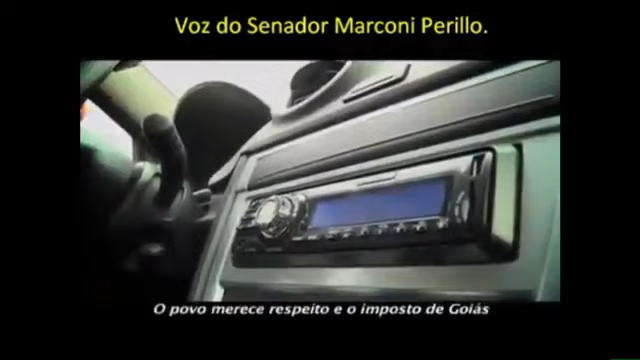 Voz do Senador Marconi Perillo.
O povo merece respeito e o imposto de Goiás